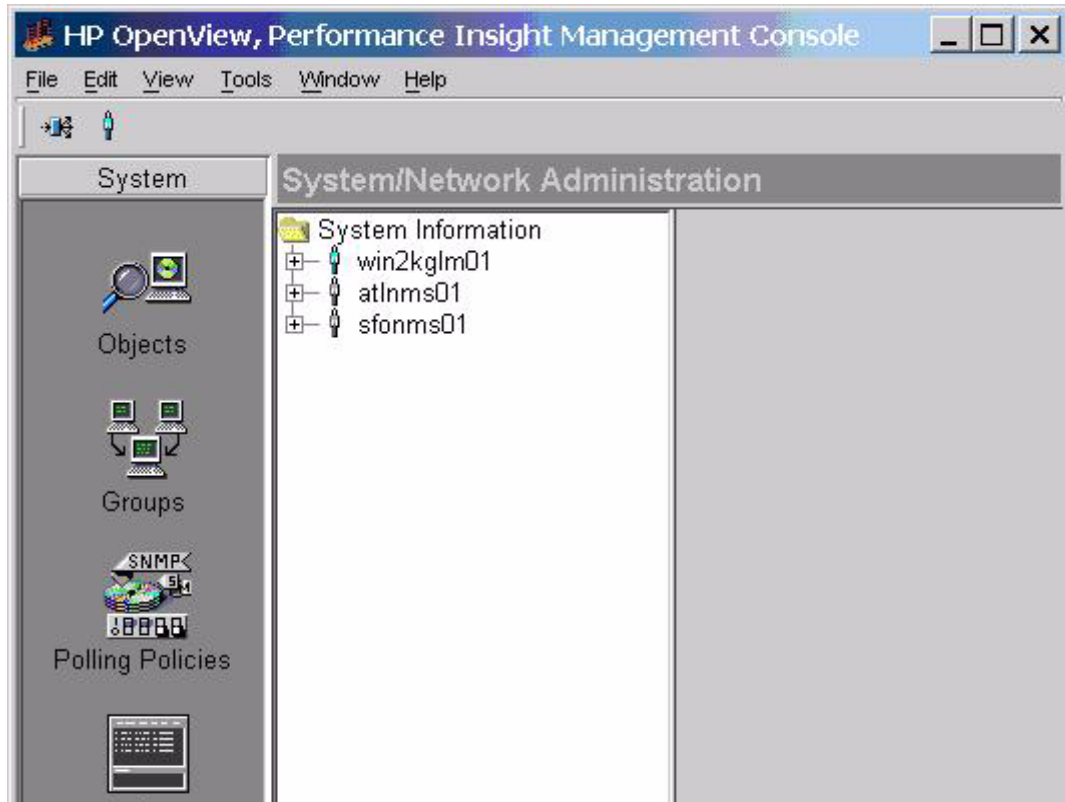 HP OpenView, Performance Insight Management Console
File Edit View Tools Window Help
System
System/Network Administration
System Information
win2kglm01
atlnms01
sfonms01
Objects
Groups
SNMP
Polling Policies